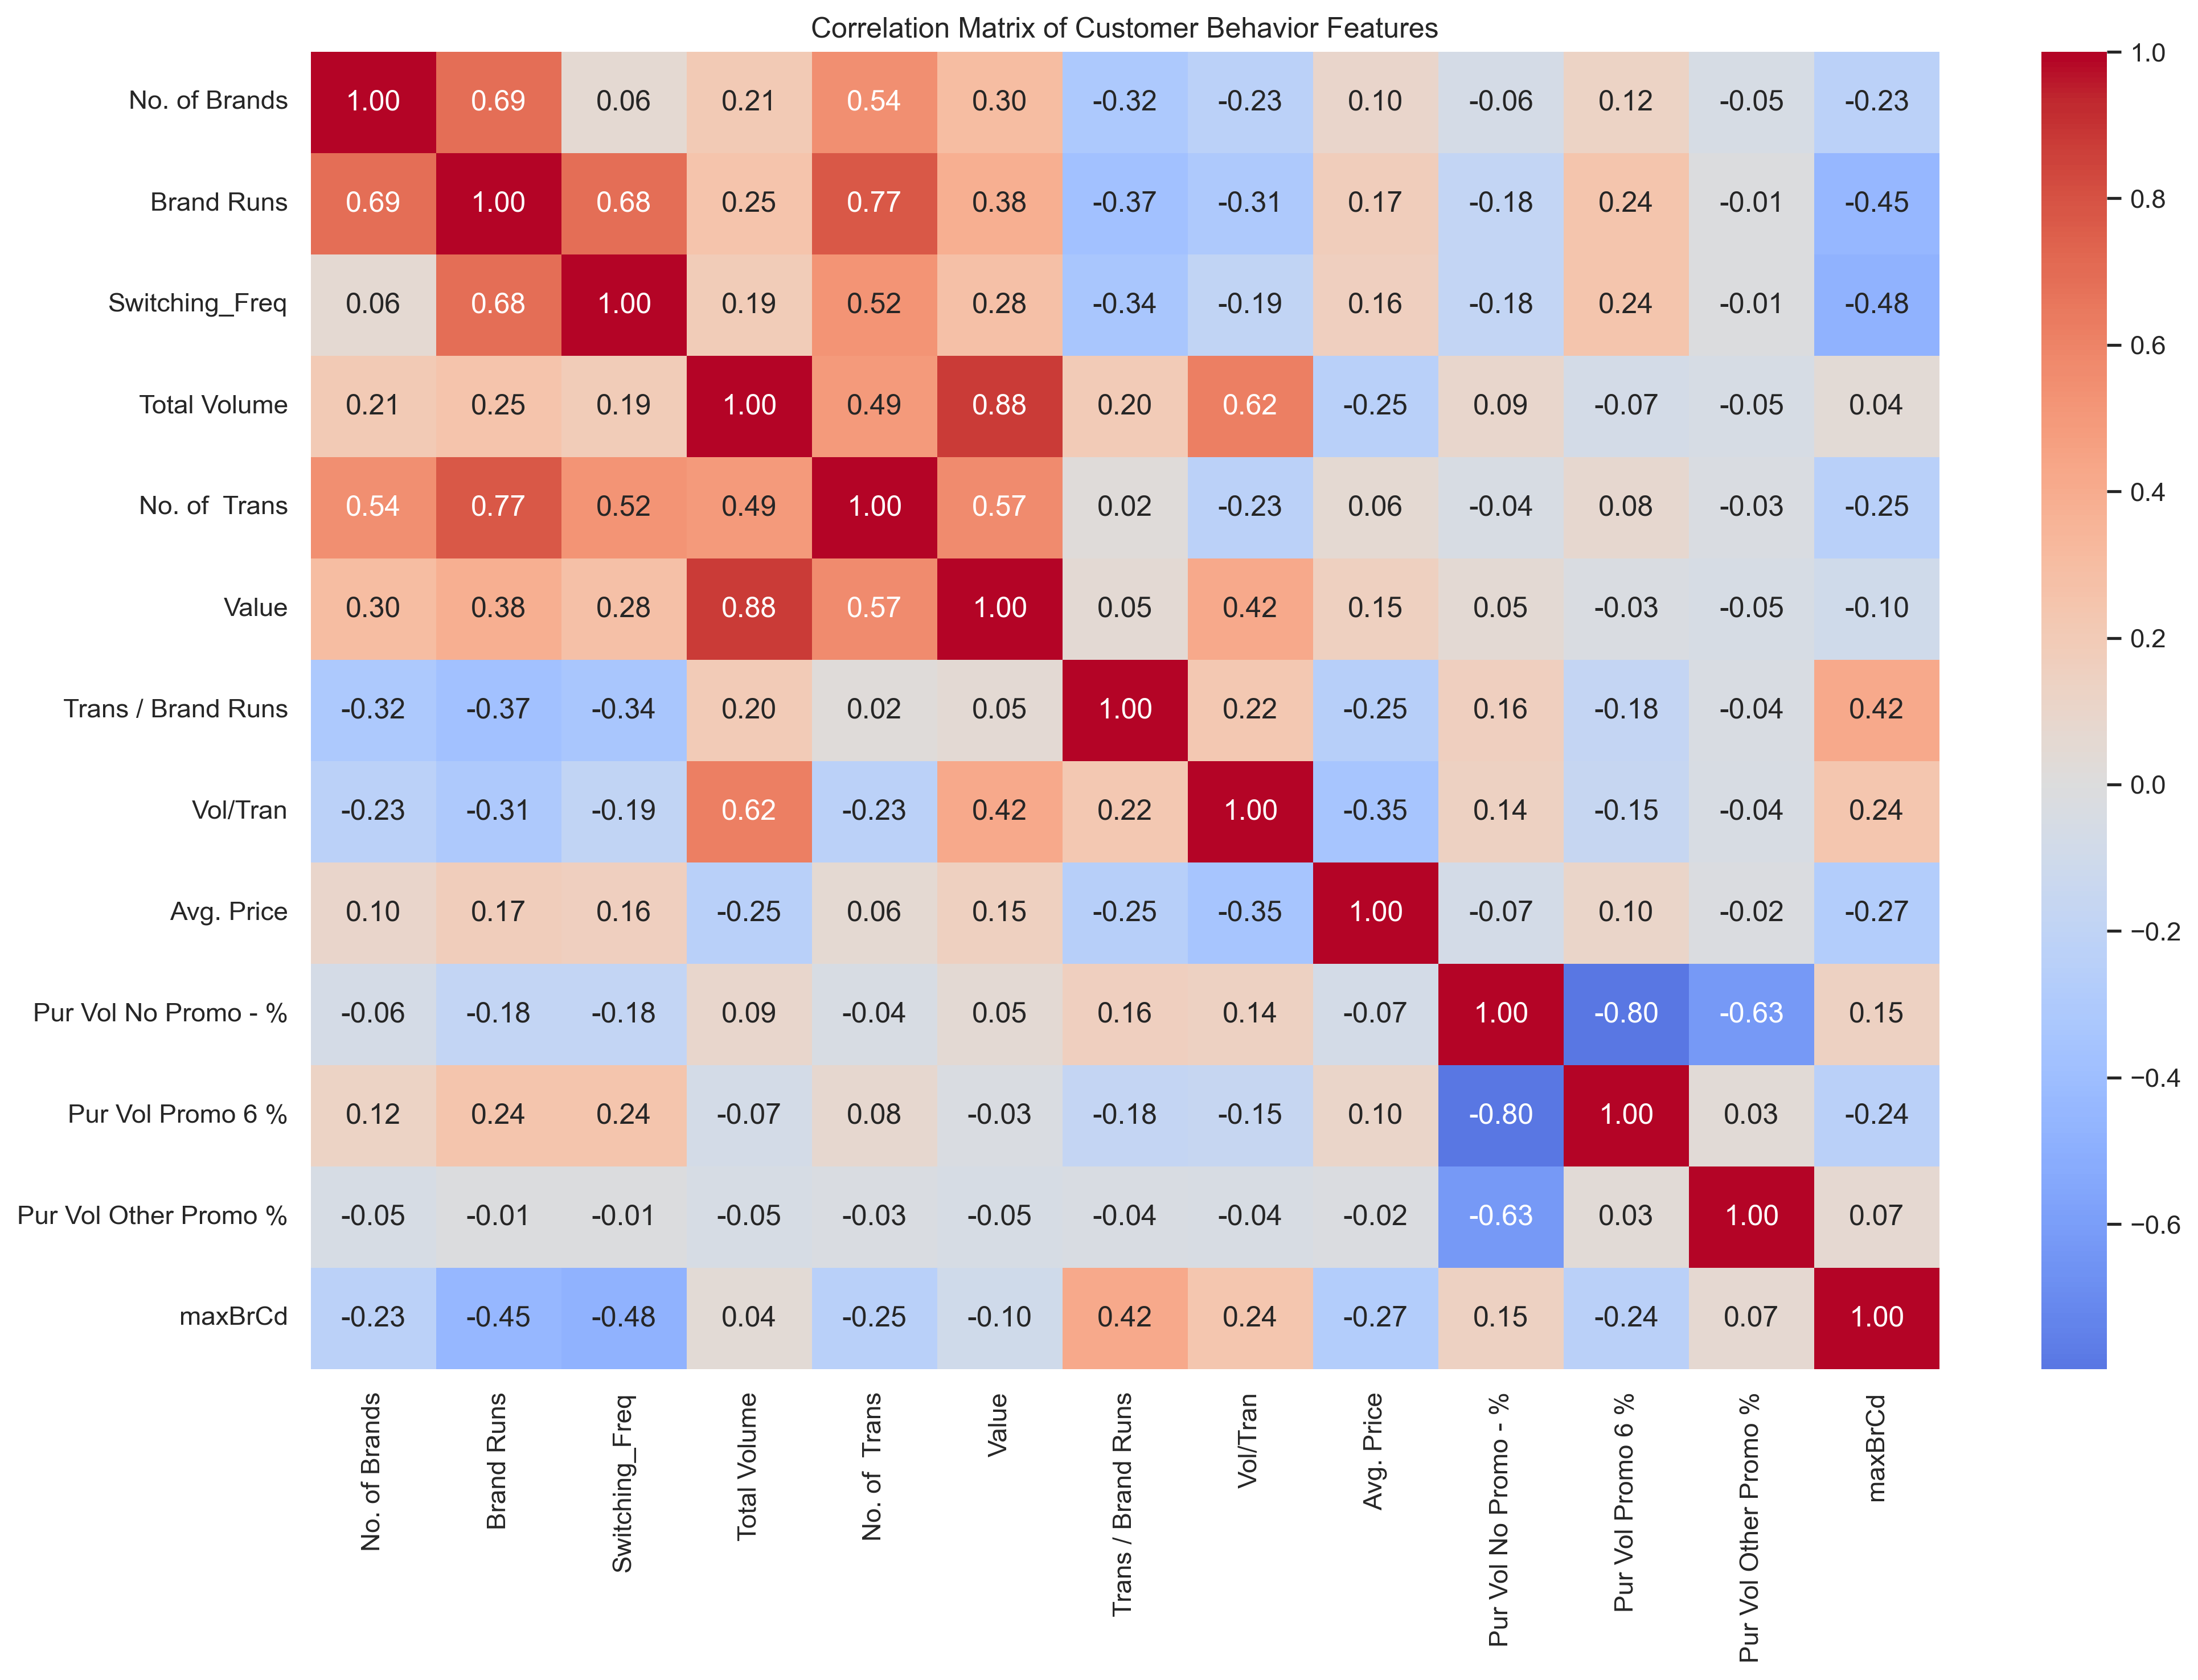 Correlation Matrix of Customer Behavior Features
No. of Brands 1.00 0.69 0.06 0.21 0.54 0.30 -0.32 -0.23 0.10 -0.06 0.12 -0.05 -0.23
Brand Runs 0.69 1.00 0.68 0.25 0.77 0.38 -0.37 -0.31 0.17 -0.18 0.24 -0.01 -0.45
Switching_Freq 0.06 0.68 1.00 0.19 0.52 0.28 -0.34 -0.19 0.16 -0.18 0.24 -0.01 -0.48
Total Volume 0.21 0.25 0.19 1.00 0.49 0.88 0.20 0.62 -0.25 0.09 -0.07 -0.05 0.04
No. of  Trans 0.54 0.77 0.52 0.49 1.00 0.57 0.02 -0.23 0.06 -0.04 0.08 -0.03 -0.25
Value 0.30 0.38 0.28 0.88 0.57 1.00 0.05 0.42 0.15 0.05 -0.03 -0.05 -0.10
Trans / Brand Runs -0.32 -0.37 -0.34 0.20 0.02 0.05 1.00 0.22 -0.25 0.16 -0.18 -0.04 0.42
Vol/Tran -0.23 -0.31 -0.19 0.62 -0.23 0.42 0.22 1.00 -0.35 0.14 -0.15 -0.04 0.24
Avg. Price 0.10 0.17 0.16 -0.25 0.06 0.15 -0.25 -0.35 1.00 -0.07 0.10 -0.02 -0.27
Pur Vol No Promo - % -0.06 -0.18 -0.18 0.09 -0.04 0.05 0.16 0.14 -0.07 1.00 -0.80 -0.63 0.15
Pur Vol Promo 6 % 0.12 0.24 0.24 -0.07 0.08 -0.03 -0.18 -0.15 0.10 -0.80 1.00 0.03 -0.24
Pur Vol Other Promo % -0.05 -0.01 -0.01 -0.05 -0.03 -0.05 -0.04 -0.04 -0.02 -0.63 0.03 1.00 0.07
maxBrCd -0.23 -0.45 -0.48 0.04 -0.25 -0.10 0.42 0.24 -0.27 0.15 -0.24 0.07 1.00
No. of Brands
Brand Runs
Switching_Freq
Total Volume
No. of  Trans
Value
Trans / Brand Runs
Vol/Tran
Avg. Price
Pur Vol No Promo - %
Pur Vol Promo 6 %
Pur Vol Other Promo %
maxBrCd
1.0
0.8
0.6
0.4
0.2
0.0
−0.2
−0.4
−0.6